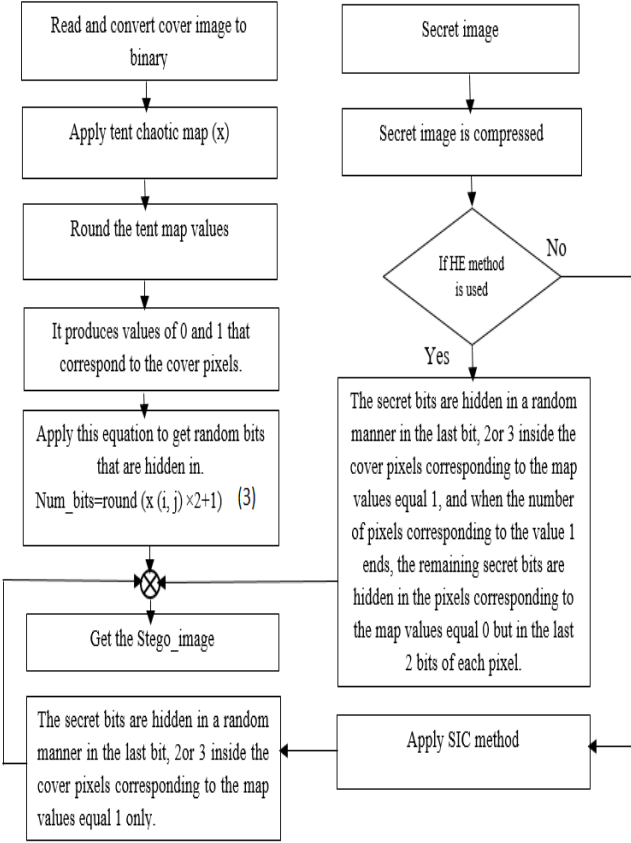 Read and convert cover image to
binary
Apply tent chaotic map (x)
Round the tent map values
It produces values of 0 and 1 that
correspond to the cover pixels.
Apply this equation to get random bits
that are hidden in.
Num_bits=round (x (i, j) ×2+1) (3)
Get the Stego_image
The secret bits are hidden in a random
manner in the last bit, 2or 3 inside the
cover pixels corresponding to the map
values equal 1 only.
Secret image
Secret image is compressed
If HE method
is used
No
Yes
The secret bits are hidden in a random
manner in the last bit, 2or 3 inside the
cover pixels corresponding to the map
values equal 1, and when the number
of pixels corresponding to the value 1
ends, the remaining secret bits are
hidden in the pixels corresponding to
the map values equal 0 but in the last
2 bits of each pixel.
Apply SIC method